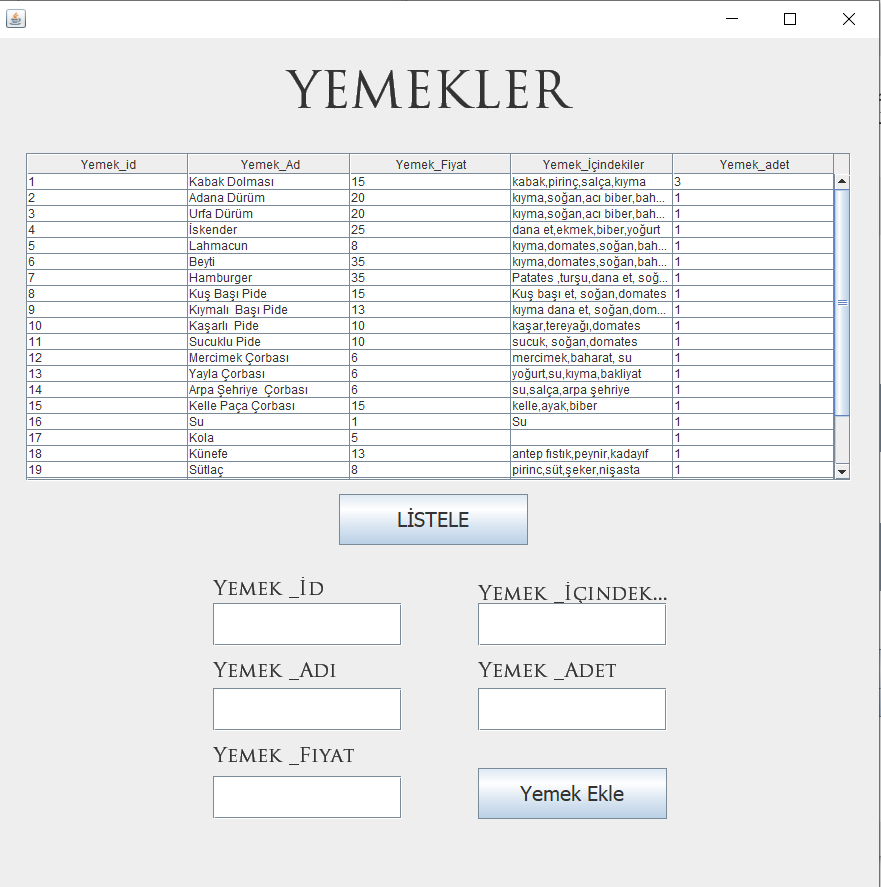 YEMEKLER
Yemek_id Yemek_Ad Yemek_Fiyat Yemek_İçindekiler Yemek_adet
1 Kabak Dolması 15 kabak,pirinç,salça,kıyma 3
2 Adana Dürüm 20 kıyma,soğan,acı biber,bah... 1
3 Urfa Dürüm 20 kıyma,soğan,acı biber,bah... 1
4 İskender 25 dana et,ekmek,biber,yoğurt 1
5 Lahmacun 8 kıyma,domates,soğan,bah... 1
6 Beyti 35 kıyma,domates,soğan,bah... 1
7 Hamburger 35 Patates ,turşu,dana et, soğ... 1
8 Kuş Başı Pide 15 Kuş başı et, soğan,domates 1
9 Kıymalı Başı Pide 13 kıyma dana et, soğan,dom... 1
10 Kaşarlı Pide 10 kaşar,tereyağı,domates 1
11 Sucuklu Pide 10 sucuk, soğan,domates 1
12 Mercimek Çorbası 6 mercimek,baharat, su 1
13 Yayla Çorbası 6 yoğurt,su,kıyma,bakliyat 1
14 Arpa Şehriye Çorbası 6 su,salça,arpa şehriye 1
15 Kelle Paça Çorbası 15 kelle,ayak,biber 1
16 Su 1 Su 1
17 Kola 5 1
18 Künefe 13 antep fıstık,peynir,kadayıf 1
19 Sütlaç 8 pirinc,süt,şeker,nişasta 1
LİSTELE
Yemek _İd
Yemek _İçindek...
Yemek _Adı
Yemek _Adet
Yemek _Fiyat
Yemek Ekle